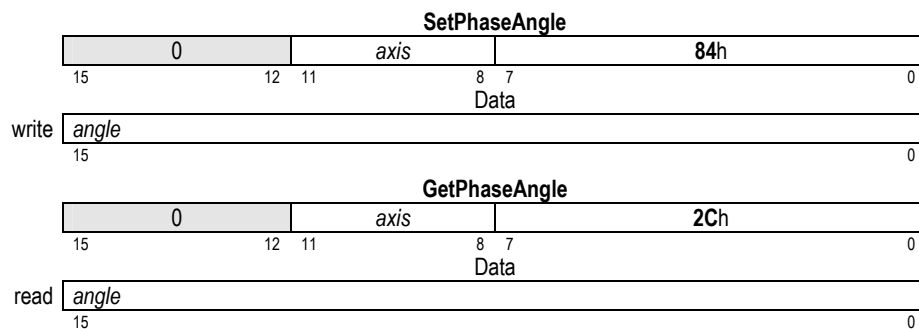 SetPhaseAngle
0 axis 84h
15 12 11 8 7 0
Data
write angle
15 0
GetPhaseAngle
0 axis 2Ch
15 12 11 8 7 0
Data
read angle
15 0